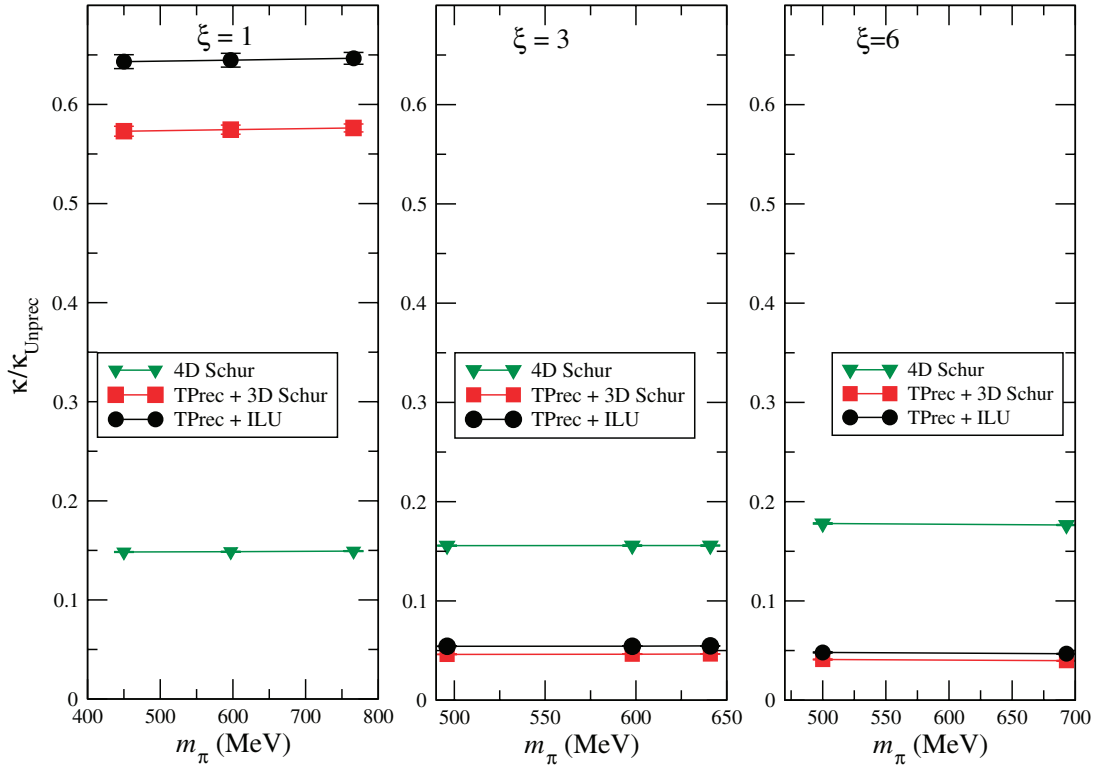 ξ = 1
ξ = 3
ξ=6
κ/κUnprec
0.6
0.5
0.4
0.3
0.2
0.1
0
4D Schur
TPrec + 3D Schur
TPrec + ILU
400 500 600 700 800
mπ (MeV)
0.6
0.5
0.4
0.3
0.2
0.1
0
4D Schur
TPrec + 3D Schur
TPrec + ILU
500 550 600 650
mπ (MeV)
0.6
0.5
0.4
0.3
0.2
0.1
0
4D Schur
TPrec + 3D Schur
TPrec + ILU
500 550 600 650 700
mπ (MeV)